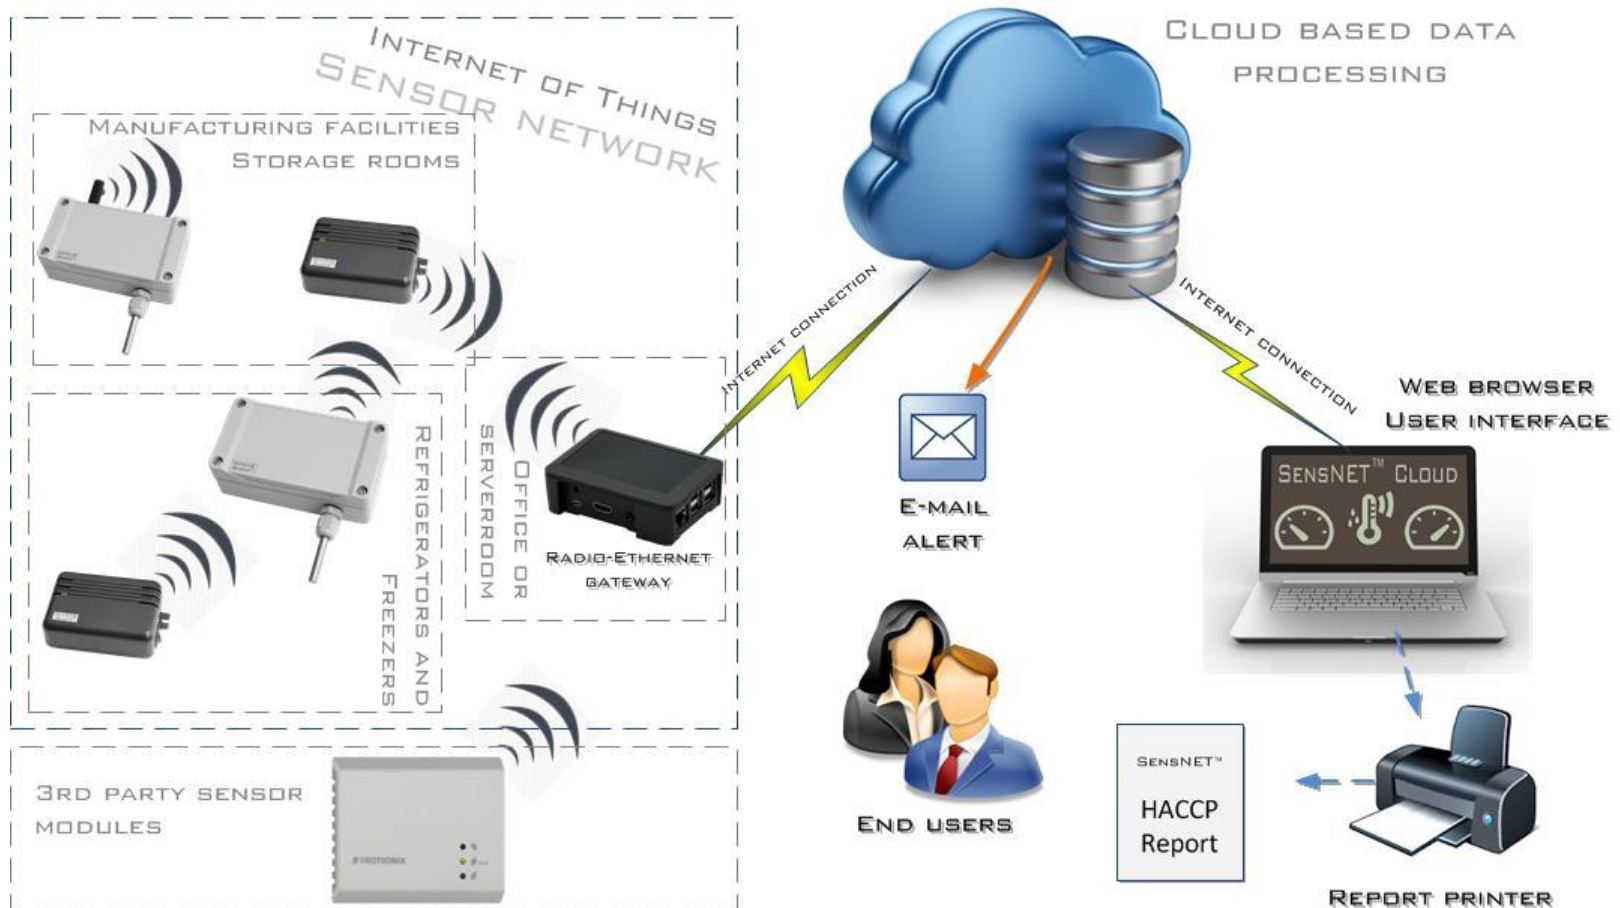 Internet of Things
Sensor network
Manufacturing facilities
Storage rooms
Refrigerators and
Freezers
Office or
serverroom
Radio-Ethernet
gateway
3rd party sensor
modules
PROTRONIX
Internet connection
Cloud based data
processing
Internet connection
E-mail
alert
End users
Web browser
User interface
SensNET™ Cloud
SensNET™
HACCP
Report
Report printer